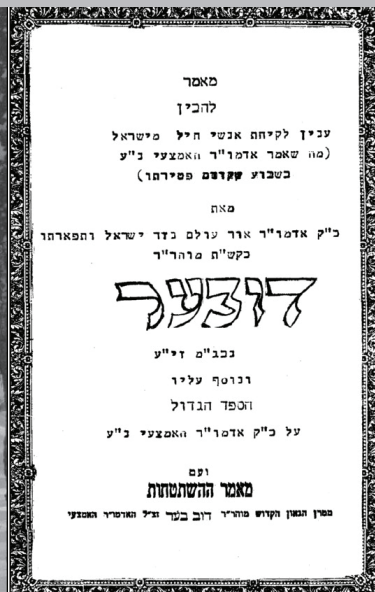 מאמר
להבין
ענין לקיחת אנשי חיל מישראל
(מה שאמר אדמו"ר האמצעי נ"ע
בשבוע שקודם פטירתו)
מאת
כ"ק אדמו"ר אור עולם נזר ישראל ותפארתו
כקש"ת מוהר"ר
דובער
נבג"מ זי"ע
ונוסף עליו
הספד הגדול
על כ"ק אדמו"ר האמצעי נ"ע
ועם
מאמר ההשתטחות
ממרן הגאון הקדוש מוהר"ר דוב בער זצ"ל האדמו"ר האמצעי